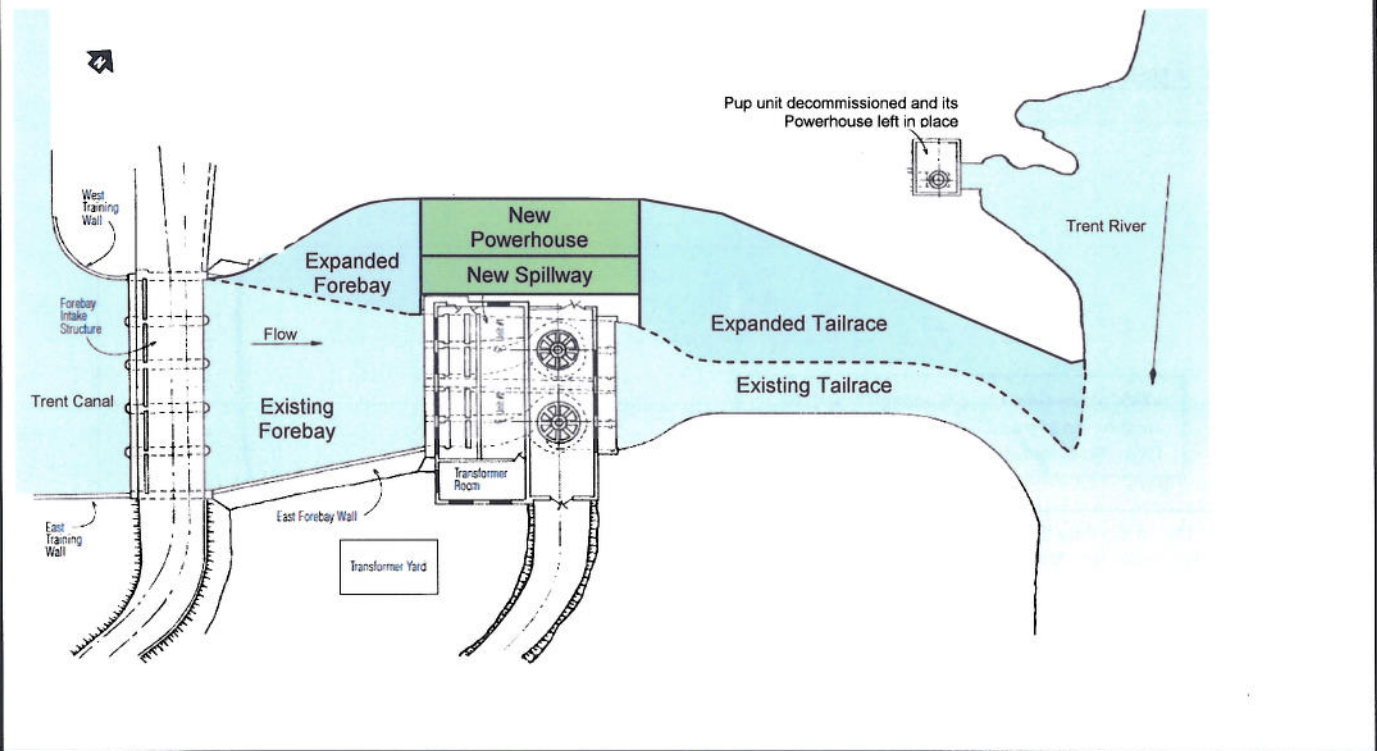 N
Pup unit decommissioned and its
Powerhouse left in place
West
Training
Wall
New
Powerhouse
Trent River
Expanded
Forebay
New Spillway
Forebay
Intake
Structure
Flow
Expanded Tailrace
Trent Canal
Existing
Forebay
Existing Tailrace
Transformer
Room
East Forebay Wall
East
Training
Wall
Transformer Yard